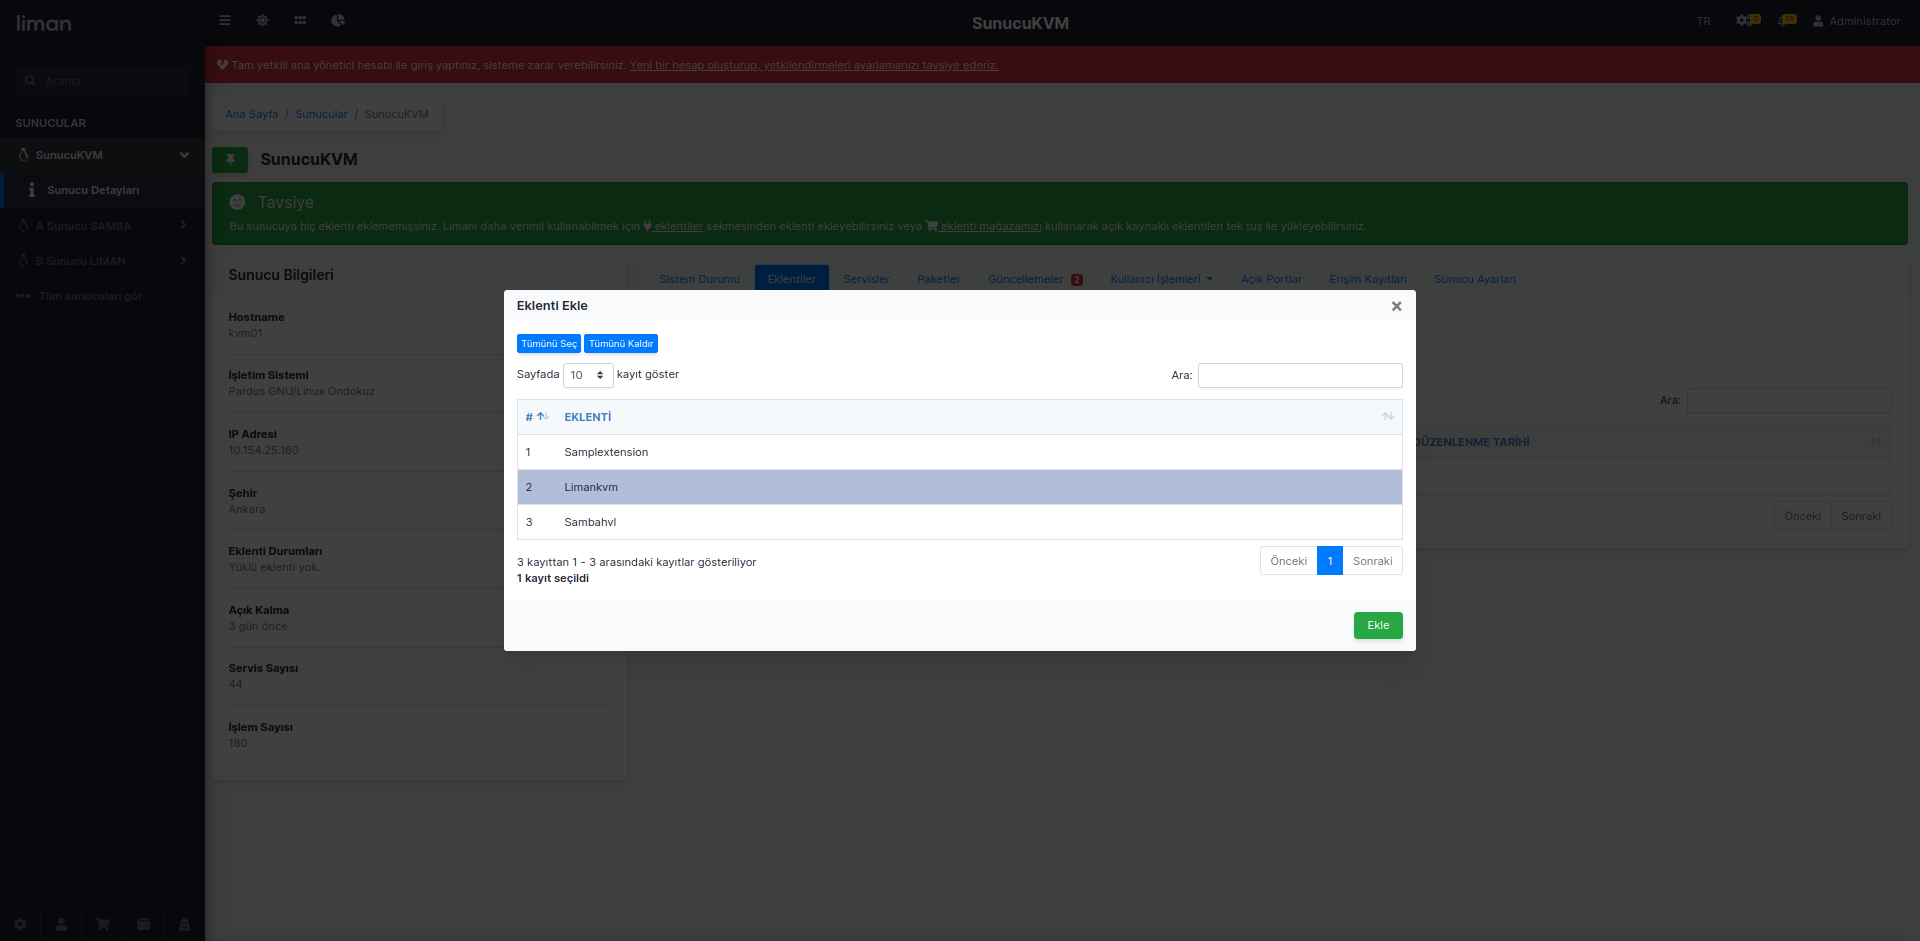 liman
SunucuKVM
TR
0
13
Administrator
Arama
Tam yetkili ana yönetici hesabı ile giriş yaptınız, sisteme zarar verebilirsiniz. Yeni bir hesap oluşturup, yetkilendirmeleri ayarlamanızı tavsiye ederiz.
Ana Sayfa / Sunucular / SunucuKVM
SUNUCULAR
SunucuKVM
Sunucu Detayları
A Sunucu SAMBA
B Sunucu LIMAN
Tüm sunucuları gör
SunucuKVM
Tavsiye
Bu sunucuya hiç eklenti eklememişsiniz. Limanı daha verimli kullanabilmek için eklentiler sekmesinden eklenti ekleyebilirsiniz veya eklenti mağazamızı kullanarak açık kaynaklı eklentileri tek tuş ile yükleyebilirsiniz.
Sunucu Bilgileri
Hostname
kvm01
İşletim Sistemi
Pardus GNU/Linux Ondokuz
IP Adresi
10.154.25.180
Şehir
Ankara
Eklenti Durumları
Yüklü eklenti yok.
Açık Kalma
3 gün önce
Servis Sayısı
44
İşlem Sayısı
180
Sistem Durumu Eklentiler Servisler Paketler Güncellemeler 2 Kullanıcı İşlemleri Açık Portlar Erişim Kayıtları Sunucu Ayarları
Ara:
DÜZENLENME TARİHİ
Önceki Sonraki
Eklenti Ekle
Tümünü Seç Tümünü Kaldır
Sayfada 10 kayıt göster
Ara:
# EKLENTİ
1 Samplextension
2 Limankvm
3 Sambahvl
3 kayıttan 1 - 3 arasındaki kayıtlar gösteriliyor
1 kayıt seçildi
Önceki 1 Sonraki
Ekle